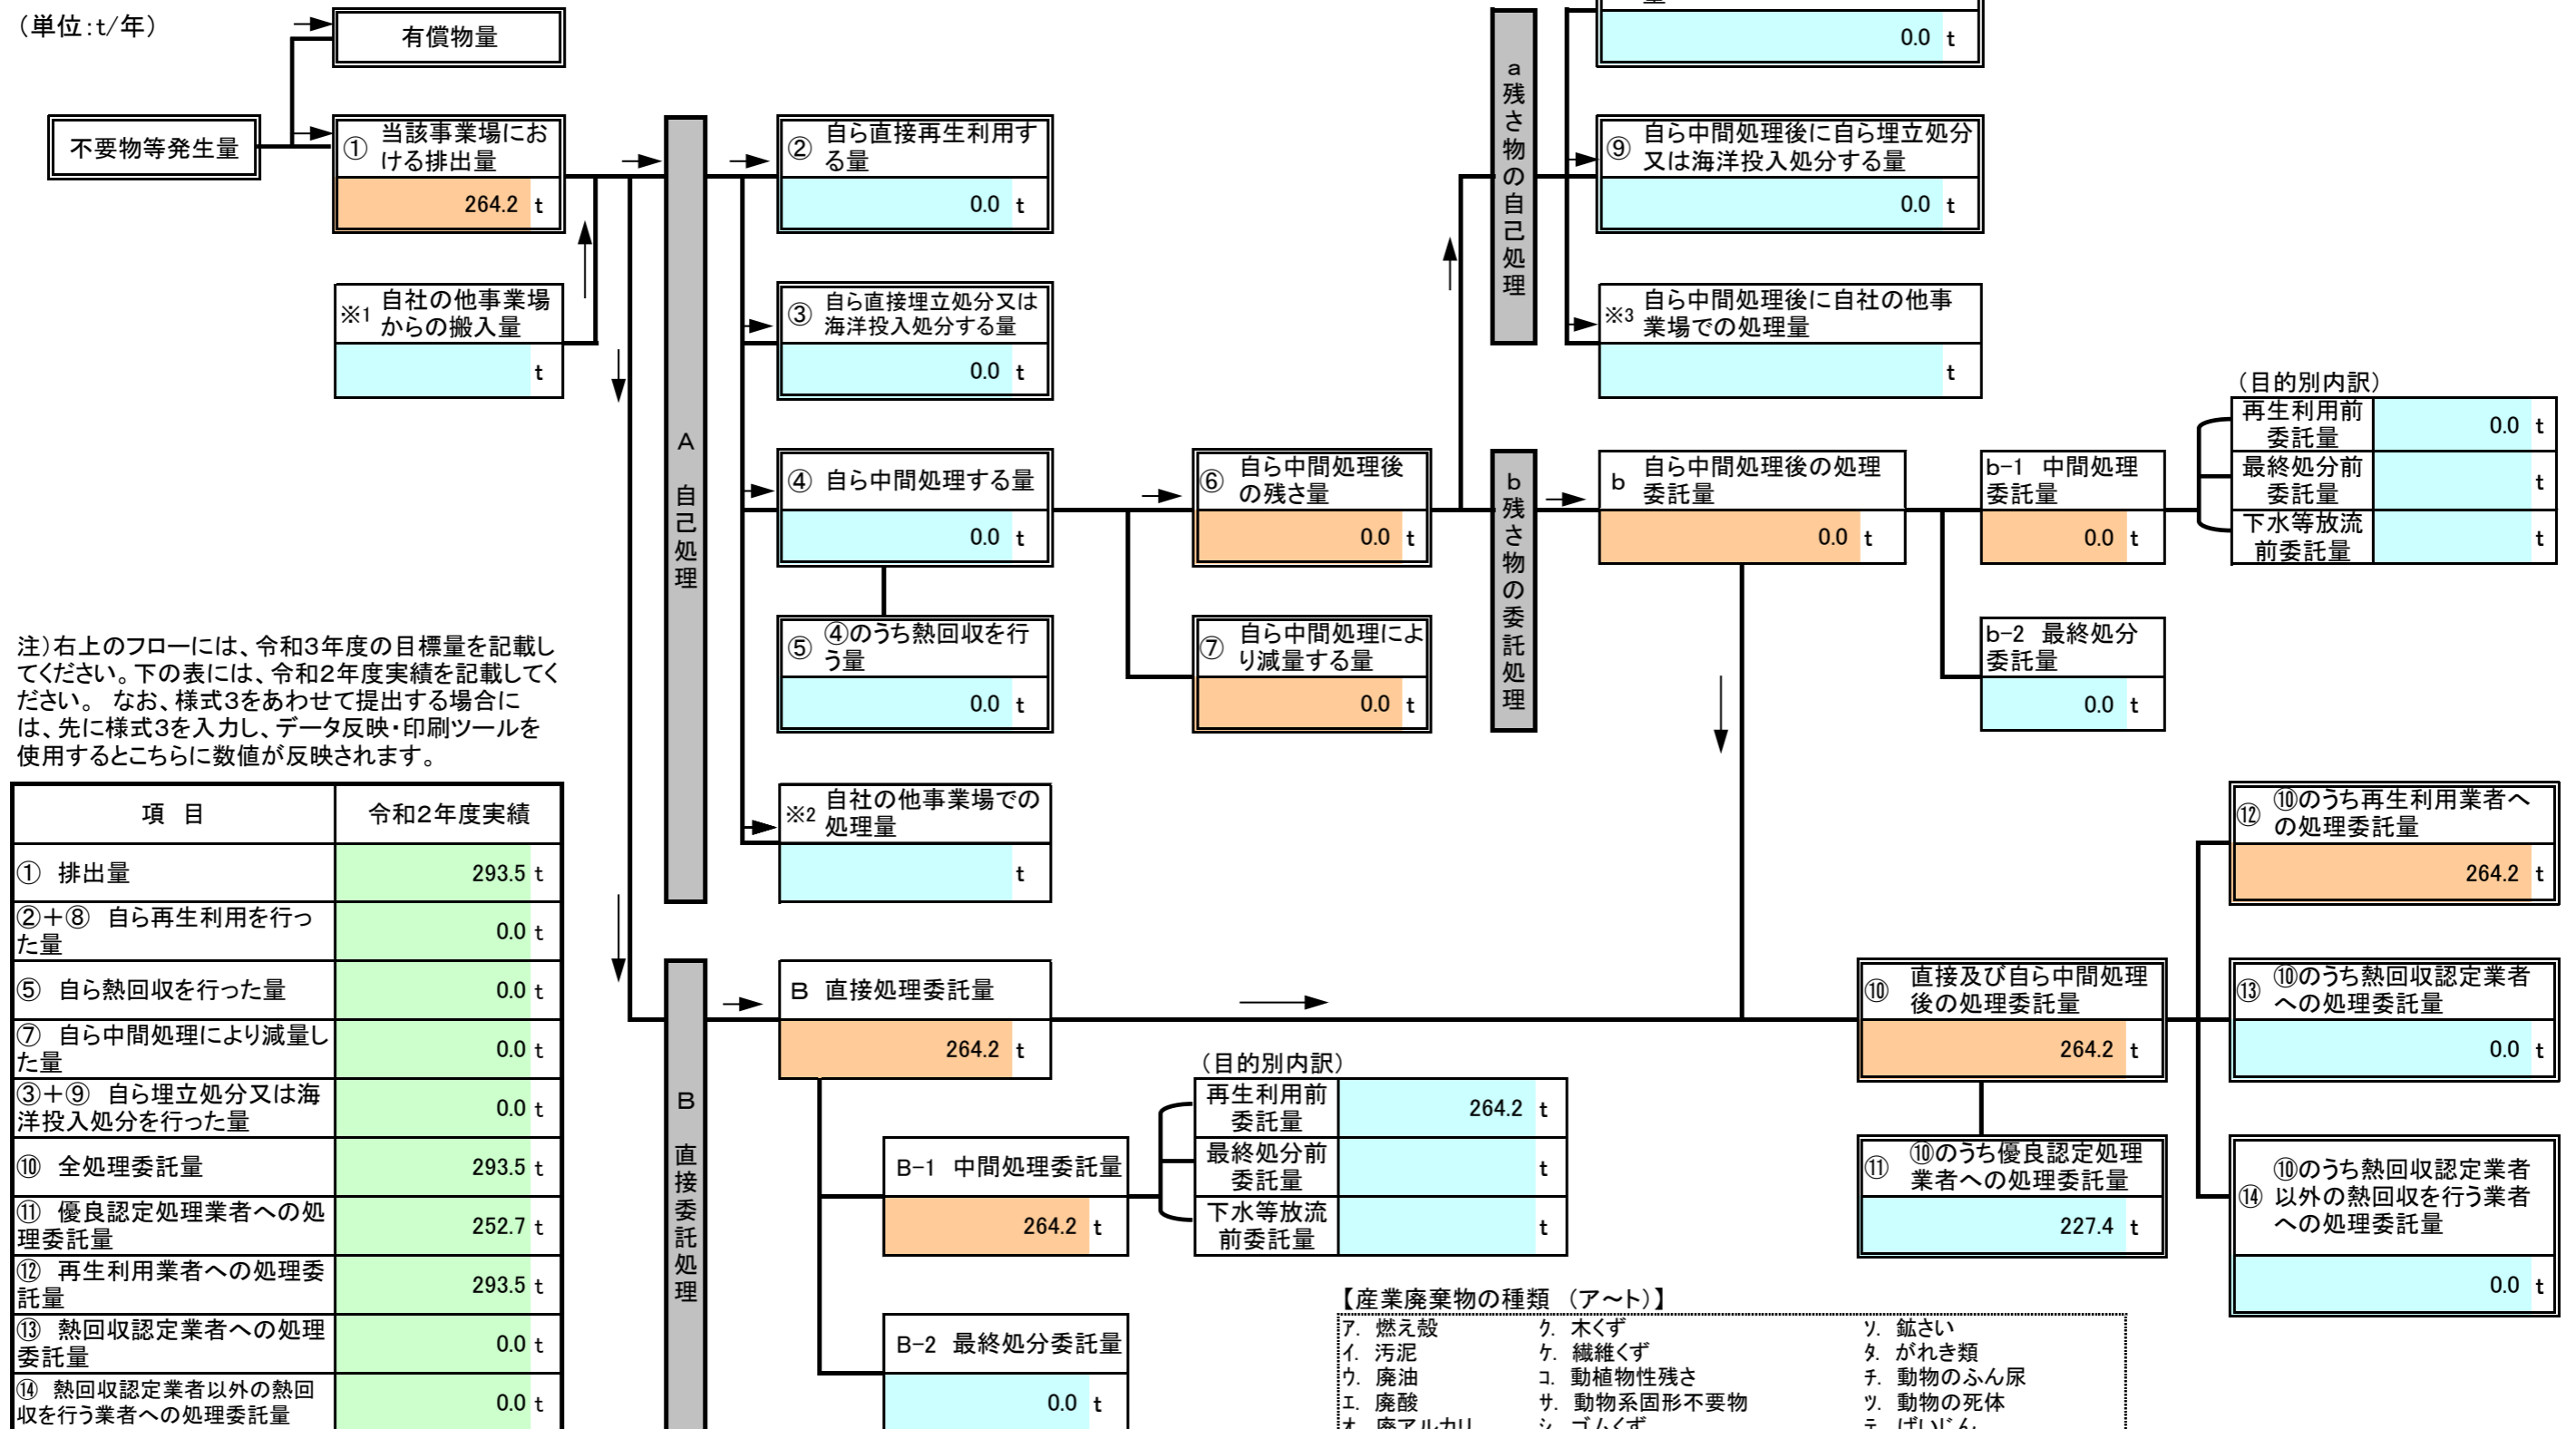 （単位：t/年）
有償物量
不要物等発生量
① 当該事業場にお
ける排出量
264.2 t
※1 自社の他事業場
からの搬入量
t
A 自己処理
② 自ら直接再生利用す
る量
0.0 t
③ 自ら直接埋立処分又は
海洋投入処分する量
0.0 t
④ 自ら中間処理する量
0.0 t
⑤ ④のうち熱回収を行
う量
0.0 t
※2 自社の他事業場での
処理量
t
⑥ 自ら中間処理後
の残さ量
0.0 t
⑦ 自ら中間処理によ
り減量する量
0.0 t
a残さ物の自己処理
0.0 t
⑨ 自ら中間処理後に自ら埋立処分
又は海洋投入処分する量
0.0 t
※3 自ら中間処理後に自社の他事
業場での処理量
t
b残さ物の委託処理
b 自ら中間処理後の処理
委託量
0.0 t
b-1 中間処理
委託量
0.0 t
b-2 最終処分
委託量
0.0 t
（目的別内訳）
再生利用前
委託量
0.0 t
最終処分前
委託量
t
下水等放流
前委託量
t
注）右上のフローには、令和３年度の目標量を記載し
てください。下の表には、令和２年度実績を記載してく
ださい。 なお、様式３をあわせて提出する場合に
は、先に様式３を入力し、データ反映・印刷ツールを
使用するとこちらに数値が反映されます。
項 目 令和２年度実績
① 排出量 293.5 t
②＋⑧ 自ら再生利用を行っ
た量 0.0 t
⑤ 自ら熱回収を行った量 0.0 t
⑦ 自ら中間処理により減量し
た量 0.0 t
③＋⑨ 自ら埋立処分又は海
洋投入処分を行った量 0.0 t
⑩ 全処理委託量 293.5 t
⑪ 優良認定処理業者への処
理委託量 252.7 t
⑫ 再生利用業者への処理委
託量 293.5 t
⑬ 熱回収認定業者への処理
委託量 0.0 t
⑭ 熱回収認定業者以外の熱回
収を行う業者への処理委託量 0.0 t
B 直接委託処理
B 直接処理委託量
264.2 t
B-1 中間処理委託量
264.2 t
B-2 最終処分委託量
0.0 t
（目的別内訳）
再生利用前
委託量
264.2 t
最終処分前
委託量
t
下水等放流
前委託量
t
⑩ 直接及び自ら中間処理
後の処理委託量
264.2 t
⑪ ⑩のうち優良認定処理
業者への処理委託量
227.4 t
⑫ ⑩のうち再生利用業者へ
の処理委託量
264.2 t
⑬ ⑩のうち熱回収認定業者
への処理委託量
0.0 t
⑭ ⑩のうち熱回収認定業者
以外の熱回収を行う業者
への処理委託量
0.0 t
【産業廃棄物の種類 （ア～ト）】
ア. 燃え殻 ク. 木くず ソ. 鉱さい
イ. 汚泥 ケ. 繊維くず タ. がれき類
ウ. 廃油 コ. 動植物性残さ チ. 動物のふん尿
エ. 廃酸 サ. 動物系固形不要物 ツ. 動物の死体
オ. 廃アルカリ シ. ゴムくず テ. ばいじん